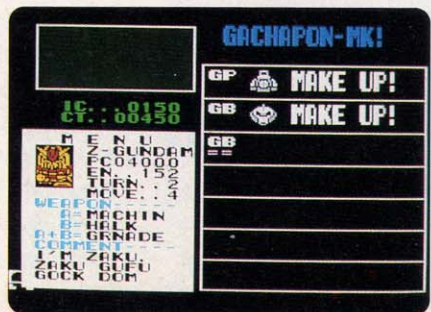 GACHAPON-MK!
GP MAKE UP!
GB MAKE UP!
GB
==
IC...0150
CT..00450
MENU
Z-GUNDAM
PC04000
EN..152
TURN..2
MOVE..4
WEAPON-----
A=MACHIN
B=HALK
A+B=GRNADE
COMMENT----
I'M ZAKU.
ZAKU GUFU
GOCK DOM